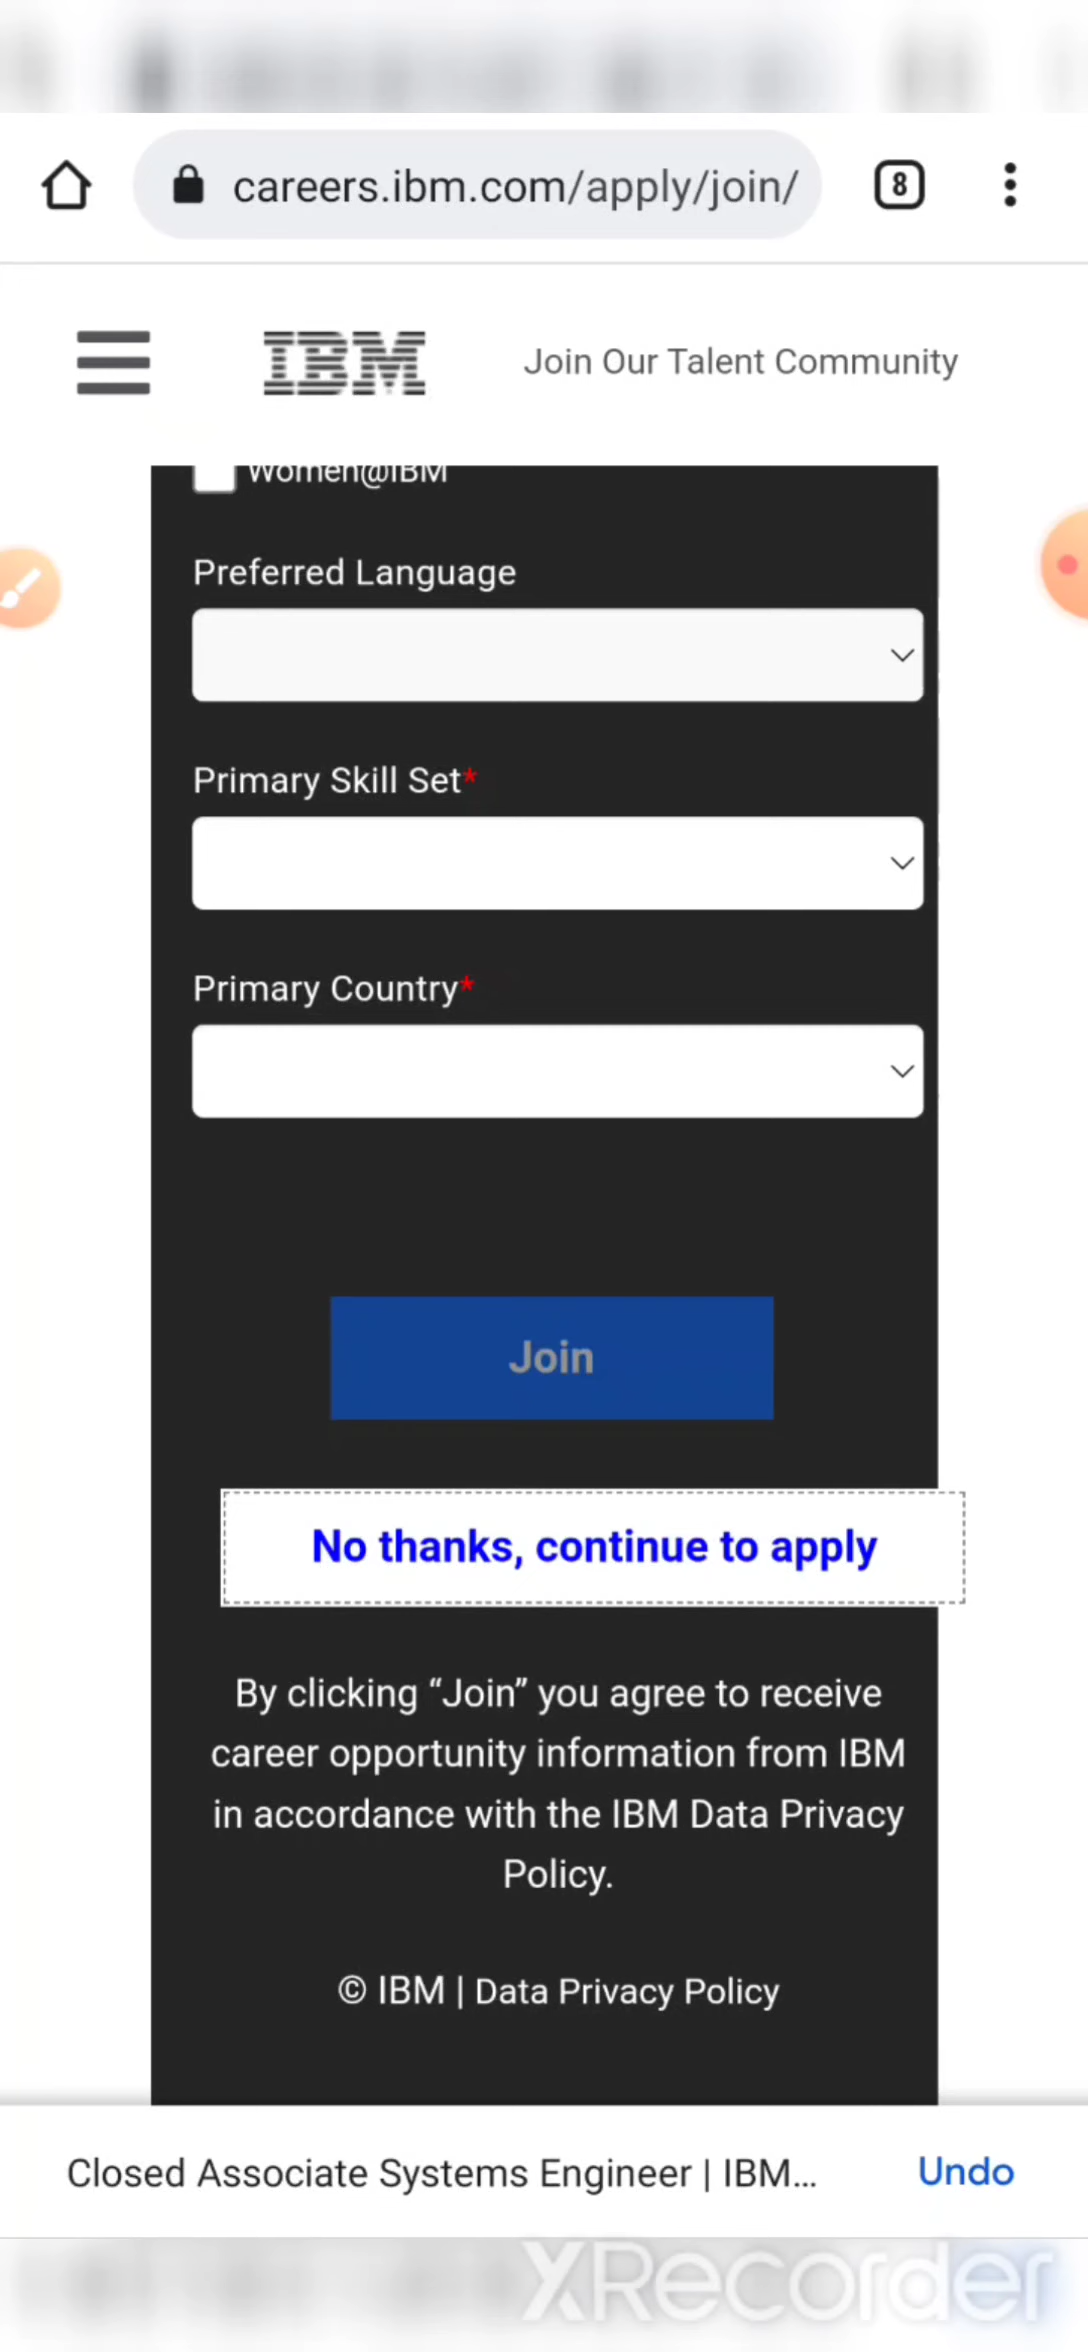 careers.ibm.com/apply/join/
8
IBM
Join Our Talent Community
Women@IBM
Preferred Language
Primary Skill Set*
Primary Country*
Join
No thanks, continue to apply
By clicking “Join” you agree to receive
career opportunity information from IBM
in accordance with the IBM Data Privacy
Policy.
© IBM | Data Privacy Policy
Closed Associate Systems Engineer | IBM...
Undo
XRecorder